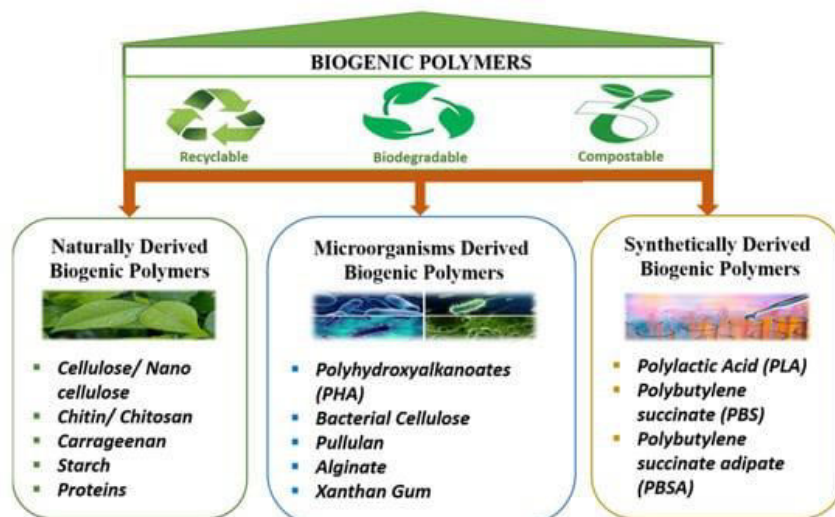 BIOGENIC POLYMERS
Recyclable
Biodegradable
Compostable
Naturally Derived
Biogenic Polymers
Cellulose/ Nano
cellulose
Chitin/ Chitosan
Carrageenan
Starch
Proteins
Microorganisms Derived
Biogenic Polymers
Polyhydroxyalkanoates
(PHA)
Bacterial Cellulose
Pullulan
Alginate
Xanthan Gum
Synthetically Derived
Biogenic Polymers
Polylactic Acid (PLA)
Polybutylene
succinate (PBS)
Polybutylene
succinate adipate
(PBSA)